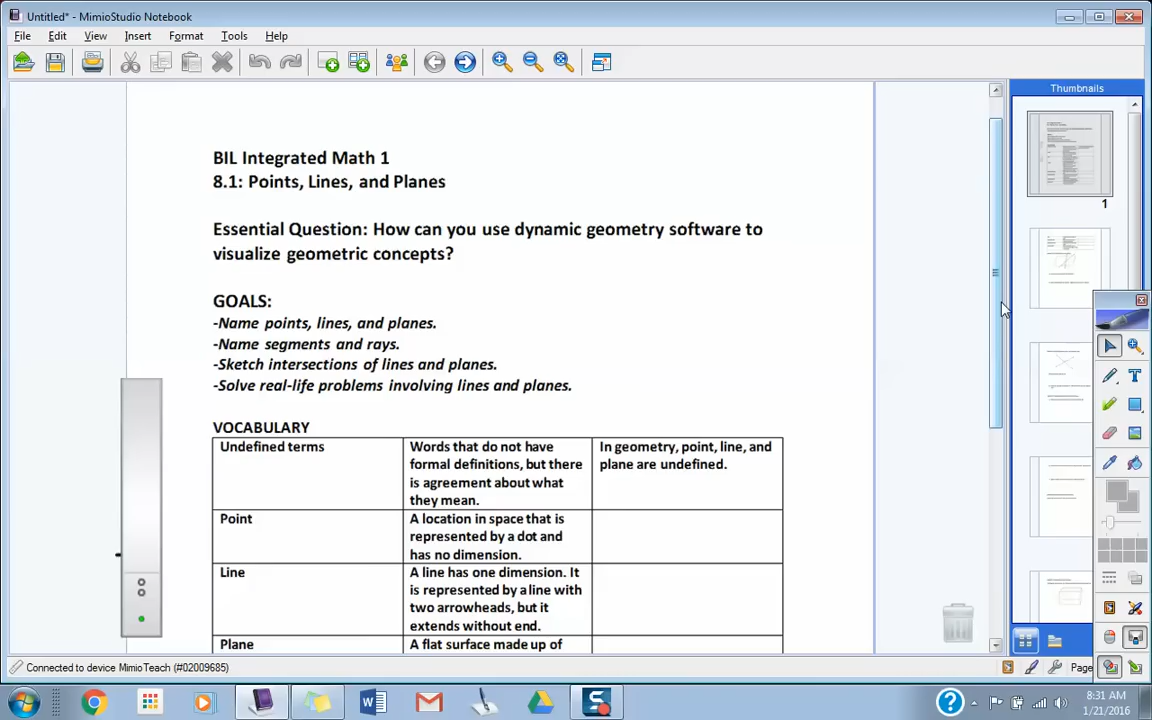 Untitled* - MimioStudio Notebook
File Edit View Insert Format Tools Help
Thumbnails
1
BIL Integrated Math 1
8.1: Points, Lines, and Planes
Essential Question: How can you use dynamic geometry software to
visualize geometric concepts?
GOALS:
-Name points, lines, and planes.
-Name segments and rays.
-Sketch intersections of lines and planes.
-Solve real-life problems involving lines and planes.
VOCABULARY
Undefined terms
Words that do not have
formal definitions, but there
is agreement about what
they mean.
In geometry, point, line, and
plane are undefined.
Point
A location in space that is
represented by a dot and
has no dimension.
Line
A line has one dimension. It
is represented by a line with
two arrowheads, but it
extends without end.
Plane
A flat surface made up of
Connected to device MimioTeach (#02009685)
Page
8:31 AM
1/21/2016